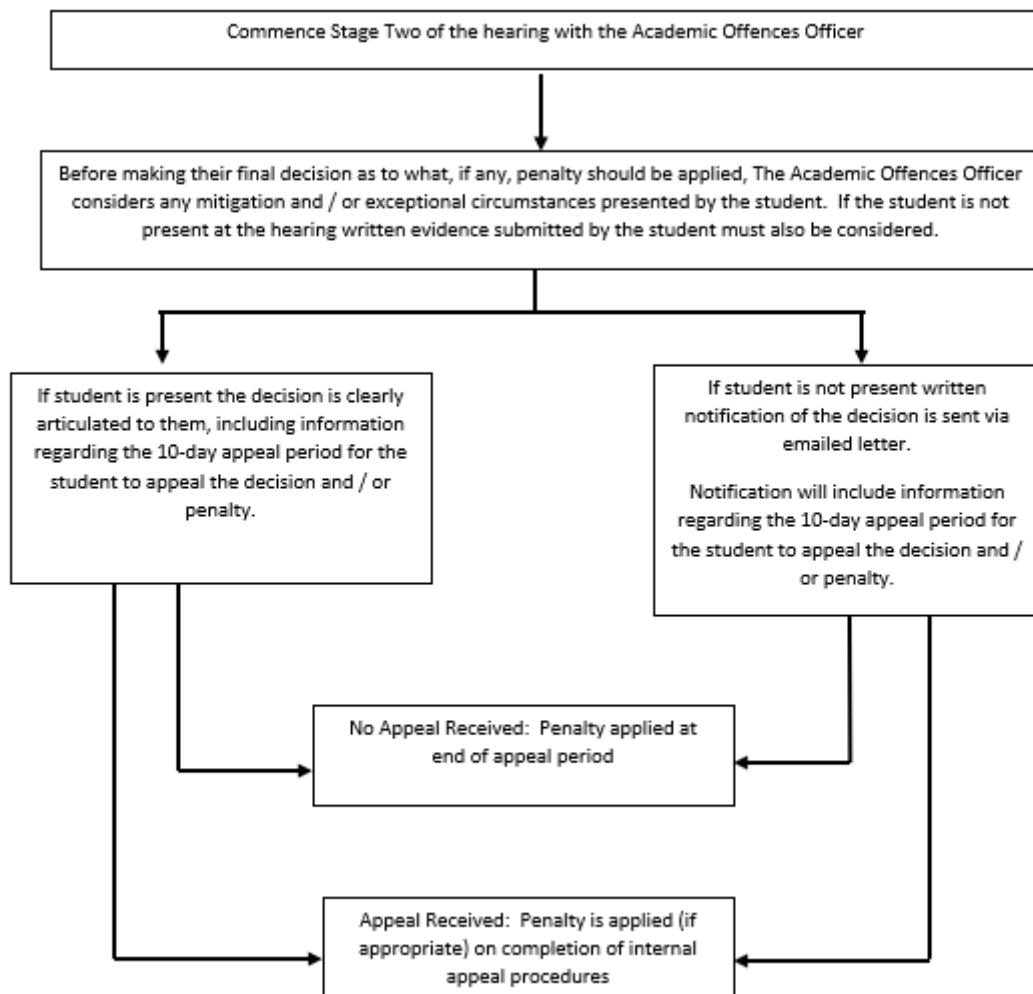 Commence Stage Two of the hearing with the Academic Offences Officer
Before making their final decision as to what, if any, penalty should be applied, The Academic Offences Officer
considers any mitigation and / or exceptional circumstances presented by the student.  If the student is not
present at the hearing written evidence submitted by the student must also be considered.
If student is present the decision is clearly
articulated to them, including information
regarding the 10-day appeal period for the
student to appeal the decision and / or
penalty.
If student is not present written
notification of the decision is sent via
emailed letter.
Notification will include information
regarding the 10-day appeal period for
the student to appeal the decision and /
or penalty.
No Appeal Received:  Penalty applied at
end of appeal period
Appeal Received:  Penalty is applied (if
appropriate) on completion of internal
appeal procedures